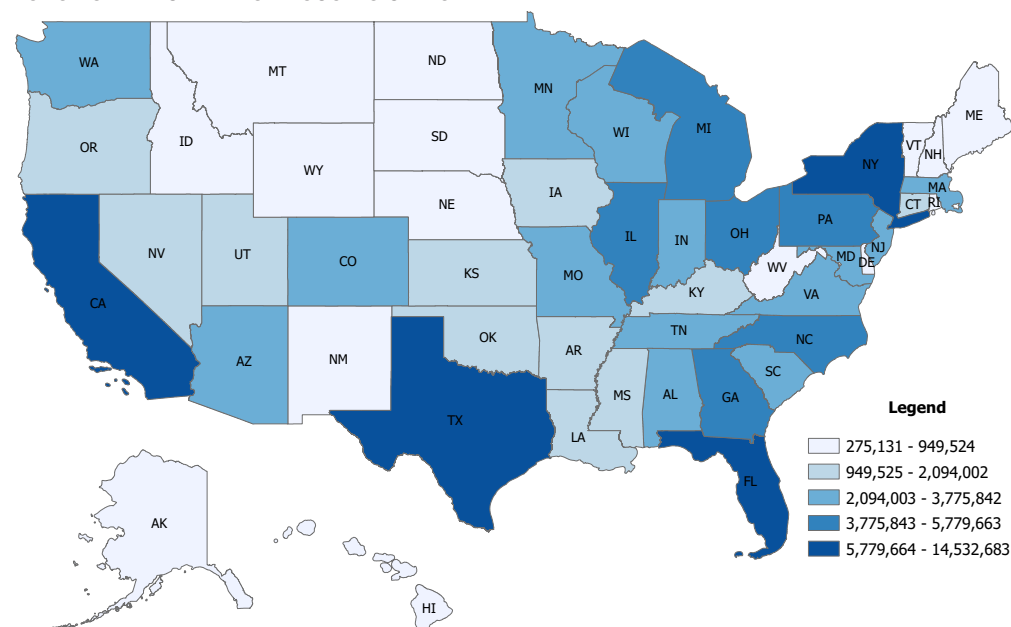 WA
MT
ND
MN
ME
OR
ID
SD
WI
MI
VT
NH
NY
WY
MA
NE
IA
CT
RI
PA
NV
UT
CO
KS
MO
IL
IN
OH
NJ
MD
DE
WV
VA
KY
CA
AZ
NM
OK
AR
TN
NC
SC
MS
AL
GA
TX
LA
FL
AK
HI
Legend
275,131 - 949,524
949,525 - 2,094,002
2,094,003 - 3,775,842
3,775,843 - 5,779,663
5,779,664 - 14,532,683